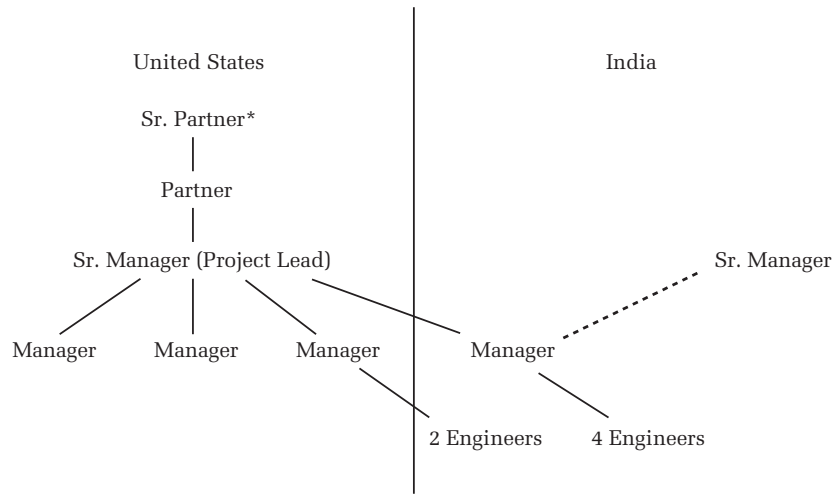 United States
India
Sr. Partner*
Partner
Sr. Manager (Project Lead)
Sr. Manager
Manager
Manager
Manager
Manager
2 Engineers
4 Engineers